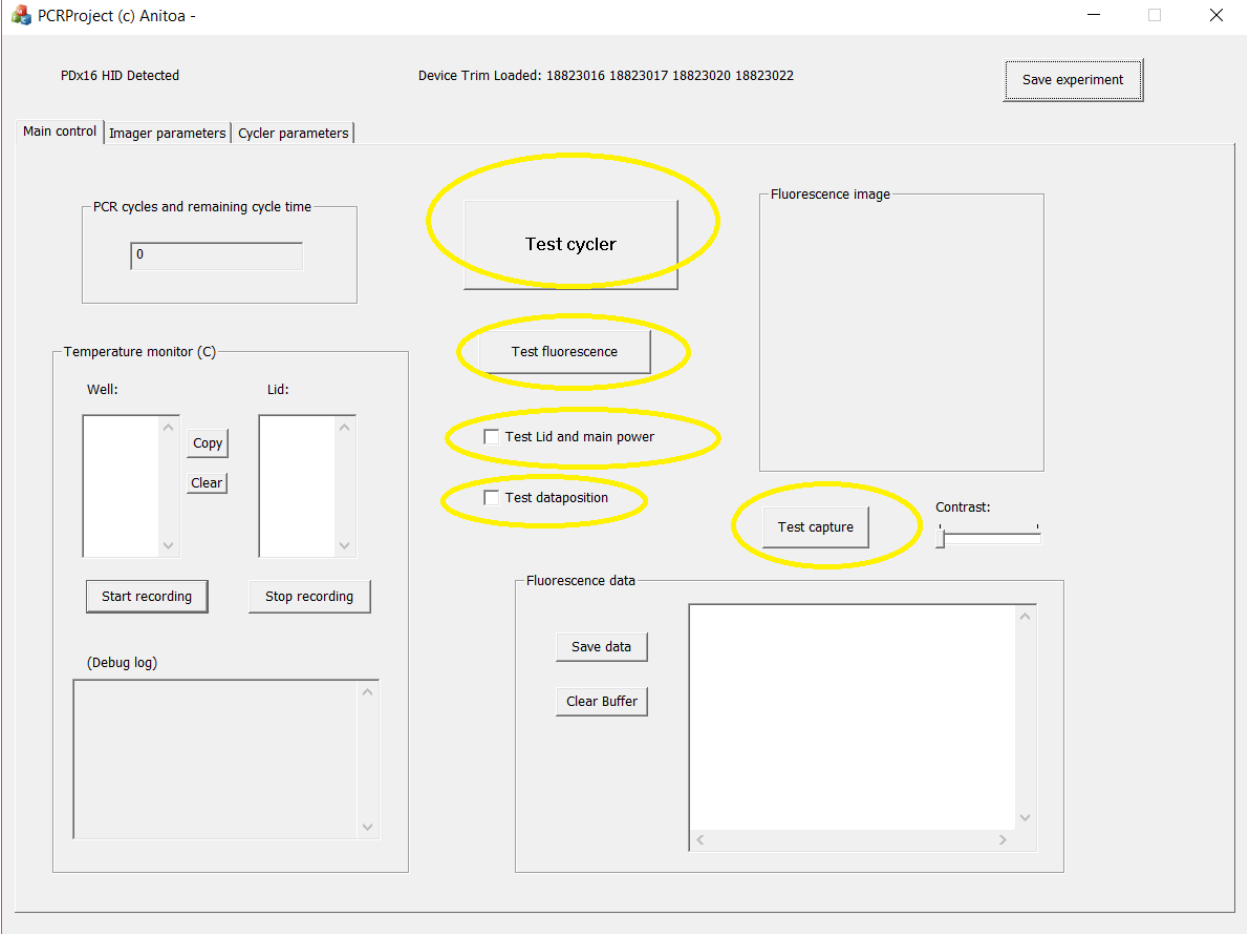 PCRProject (c) Anitoa -
PDx16 HID Detected
Device Trim Loaded: 18823016 18823017 18823020 18823022
Save experiment
Main control
Imager parameters
Cycler parameters
PCR cycles and remaining cycle time
0
Test cycler
Fluorescence image
Test fluorescence
Temperature monitor (C)
Well:
Lid:
Copy
Clear
Test Lid and main power
Test dataposition
Test capture
Contrast:
Start recording
Stop recording
(Debug log)
Fluorescence data
Save data
Clear Buffer